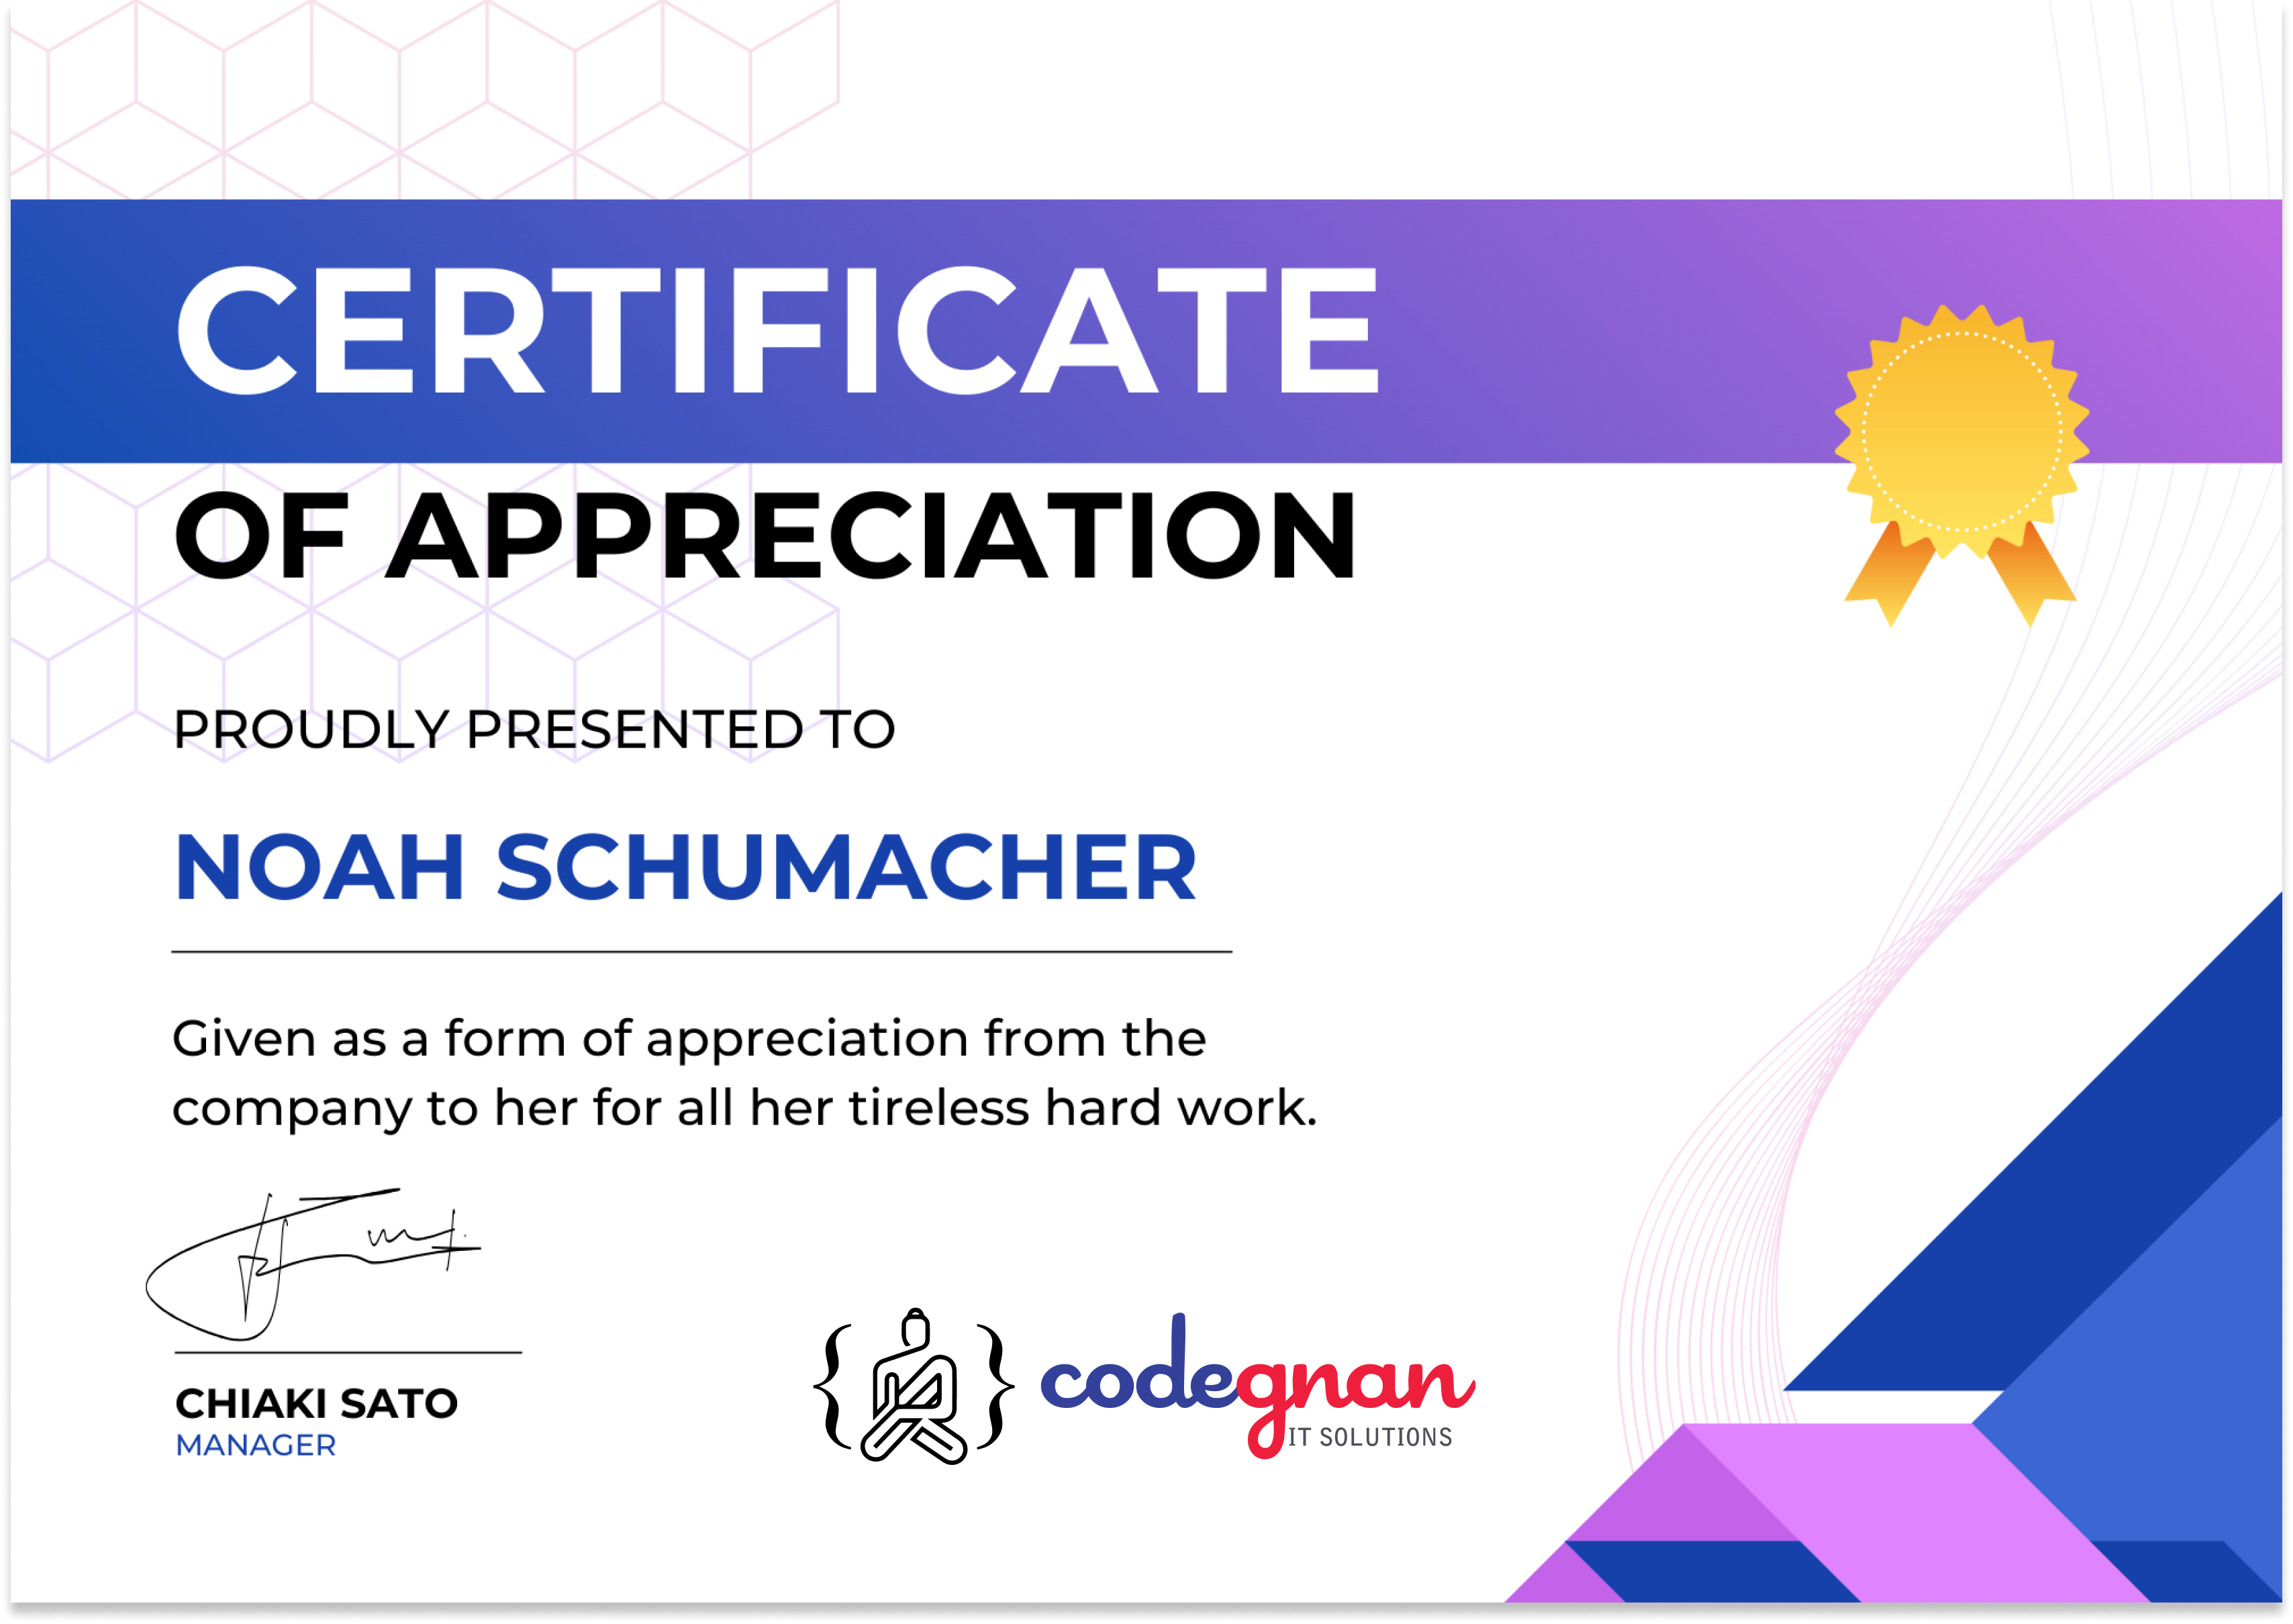 CERTIFICATE
OF APPRECIATION
PROUDLY PRESENTED TO
NOAH SCHUMACHER
Given as a form of appreciation from the
company to her for all her tireless hard work.
CHIAKI SATO
MANAGER
codegnan
IT SOLUTIONS